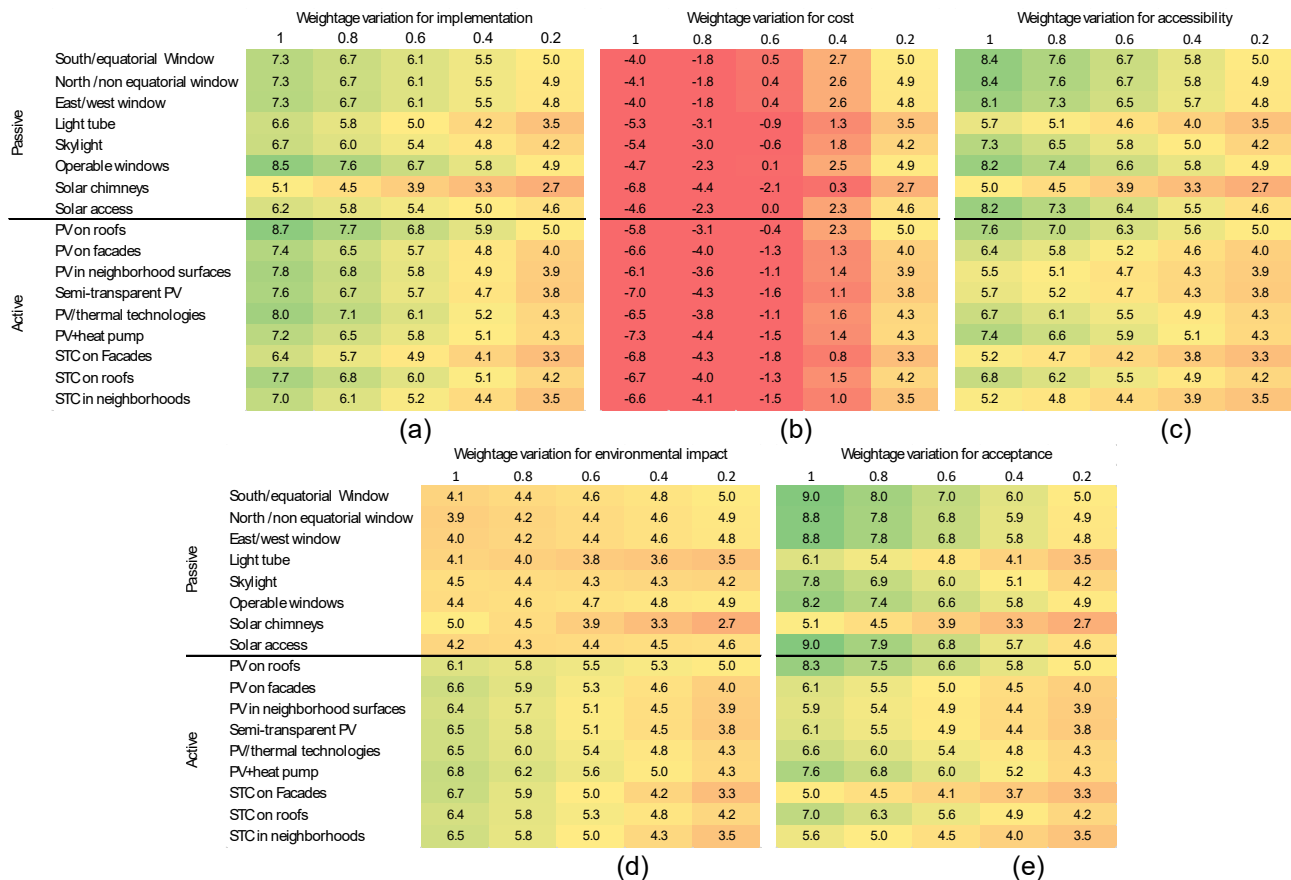 Weightage variation for implementation Weightage variation for cost Weightage variation for accessibility
1 0.8 0.6 0.4 0.2 1 0.8 0.6 0.4 0.2 1 0.8 0.6 0.4 0.2
Passive
South/equatorial Window 7.3 6.7 6.1 5.5 5.0 -4.0 -1.8 0.5 2.7 5.0 8.4 7.6 6.7 5.8 5.0
North /non equatorial window 7.3 6.7 6.1 5.5 4.9 -4.1 -1.8 0.4 2.6 4.9 8.4 7.6 6.7 5.8 4.9
East/west window 7.3 6.7 6.1 5.5 4.8 -4.0 -1.8 0.4 2.6 4.8 8.1 7.3 6.5 5.7 4.8
Light tube 6.6 5.8 5.0 4.2 3.5 -5.3 -3.1 -0.9 1.3 3.5 5.7 5.1 4.6 4.0 3.5
Skylight 6.7 6.0 5.4 4.8 4.2 -5.4 -3.0 -0.6 1.8 4.2 7.3 6.5 5.8 5.0 4.2
Operable windows 8.5 7.6 6.7 5.8 4.9 -4.7 -2.3 0.1 2.5 4.9 8.2 7.4 6.6 5.8 4.9
Solar chimneys 5.1 4.5 3.9 3.3 2.7 -6.8 -4.4 -2.1 0.3 2.7 5.0 4.5 3.9 3.3 2.7
Solar access 6.2 5.8 5.4 5.0 4.6 -4.6 -2.3 0.0 2.3 4.6 8.2 7.3 6.4 5.5 4.6
Active
PV on roofs 8.7 7.7 6.8 5.9 5.0 -5.8 -3.1 -0.4 2.3 5.0 7.6 7.0 6.3 5.6 5.0
PV on facades 7.4 6.5 5.7 4.8 4.0 -6.6 -4.0 -1.3 1.3 4.0 6.4 5.8 5.2 4.6 4.0
PV in neighborhood surfaces 7.8 6.8 5.8 4.9 3.9 -6.1 -3.6 -1.1 1.4 3.9 5.5 5.1 4.7 4.3 3.9
Semi-transparent PV 7.6 6.7 5.7 4.7 3.8 -7.0 -4.3 -1.6 1.1 3.8 5.7 5.2 4.7 4.3 3.8
PV/thermal technologies 8.0 7.1 6.1 5.2 4.3 -6.5 -3.8 -1.1 1.6 4.3 6.7 6.1 5.5 4.9 4.3
PV+heat pump 7.2 6.5 5.8 5.1 4.3 -7.3 -4.4 -1.5 1.4 4.3 7.4 6.6 5.9 5.1 4.3
STC on Facades 6.4 5.7 4.9 4.1 3.3 -6.8 -4.3 -1.8 0.8 3.3 5.2 4.7 4.2 3.8 3.3
STC on roofs 7.7 6.8 6.0 5.1 4.2 -6.7 -4.0 -1.3 1.5 4.2 6.8 6.2 5.5 4.9 4.2
STC in neighborhoods 7.0 6.1 5.2 4.4 3.5 -6.6 -4.1 -1.5 1.0 3.5 5.2 4.8 4.4 3.9 3.5
(a) (b) (c)
Weightage variation for environmental impact Weightage variation for acceptance
1 0.8 0.6 0.4 0.2 1 0.8 0.6 0.4 0.2
Passive
South/equatorial Window 4.1 4.4 4.6 4.8 5.0 9.0 8.0 7.0 6.0 5.0
North /non equatorial window 3.9 4.2 4.4 4.6 4.9 8.8 7.8 6.8 5.9 4.9
East/west window 4.0 4.2 4.4 4.6 4.8 8.8 7.8 6.8 5.8 4.8
Light tube 4.1 4.0 3.8 3.6 3.5 6.1 5.4 4.8 4.1 3.5
Skylight 4.5 4.4 4.3 4.3 4.2 7.8 6.9 6.0 5.1 4.2
Operable windows 4.4 4.6 4.7 4.8 4.9 8.2 7.4 6.6 5.8 4.9
Solar chimneys 5.0 4.5 3.9 3.3 2.7 5.1 4.5 3.9 3.3 2.7
Solar access 4.2 4.3 4.4 4.5 4.6 9.0 7.9 6.8 5.7 4.6
Active
PV on roofs 6.1 5.8 5.5 5.3 5.0 8.3 7.5 6.6 5.8 5.0
PV on facades 6.6 5.9 5.3 4.6 4.0 6.1 5.5 5.0 4.5 4.0
PV in neighborhood surfaces 6.4 5.7 5.1 4.5 3.9 5.9 5.4 4.9 4.4 3.9
Semi-transparent PV 6.5 5.8 5.1 4.5 3.8 6.1 5.5 4.9 4.4 3.8
PV/thermal technologies 6.5 6.0 5.4 4.8 4.3 6.6 6.0 5.4 4.8 4.3
PV+heat pump 6.8 6.2 5.6 5.0 4.3 7.6 6.8 6.0 5.2 4.3
STC on Facades 6.7 5.9 5.0 4.2 3.3 5.0 4.5 4.1 3.7 3.3
STC on roofs 6.4 5.8 5.3 4.8 4.2 7.0 6.3 5.6 4.9 4.2
STC in neighborhoods 6.5 5.8 5.0 4.3 3.5 5.6 5.0 4.5 4.0 3.5
(d) (e)